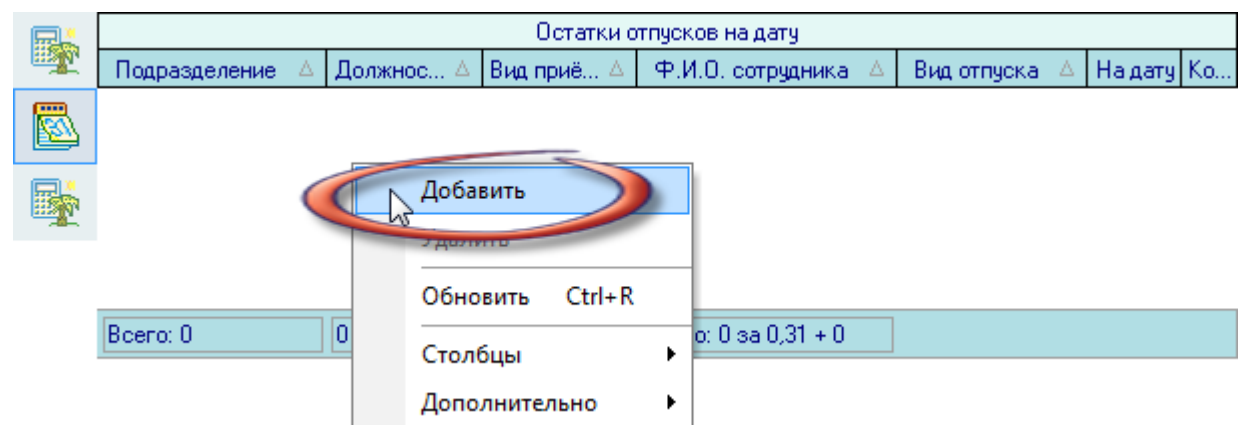 Остатки отпусков на дату
Подразделение Должнос... Вид приё... Ф.И.О. сотрудника Вид отпуска На дату Ко...
Добавить
Удалить
Обновить Ctrl+R
Всего: 0 0 о: 0 за 0,31 + 0
Столбцы
Дополнительно